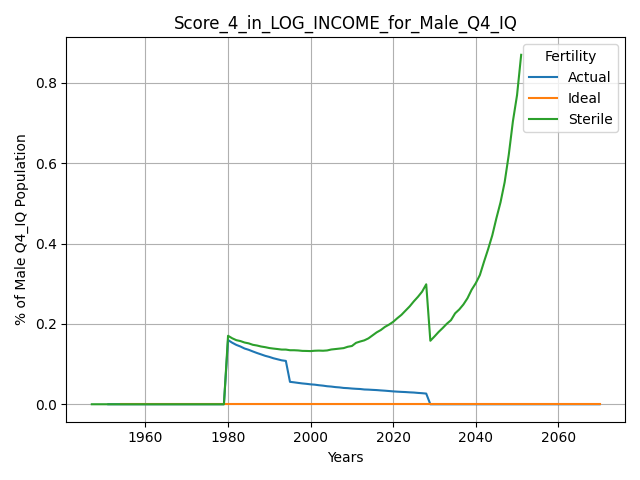 Score_4_in_LOG_INCOME_for_Male_Q4_IQ
% of Male Q4_IQ Population
0.8
0.6
0.4
0.2
0.0
Fertility
Actual
Ideal
Sterile
1960
1980
2000
2020
2040
2060
Years